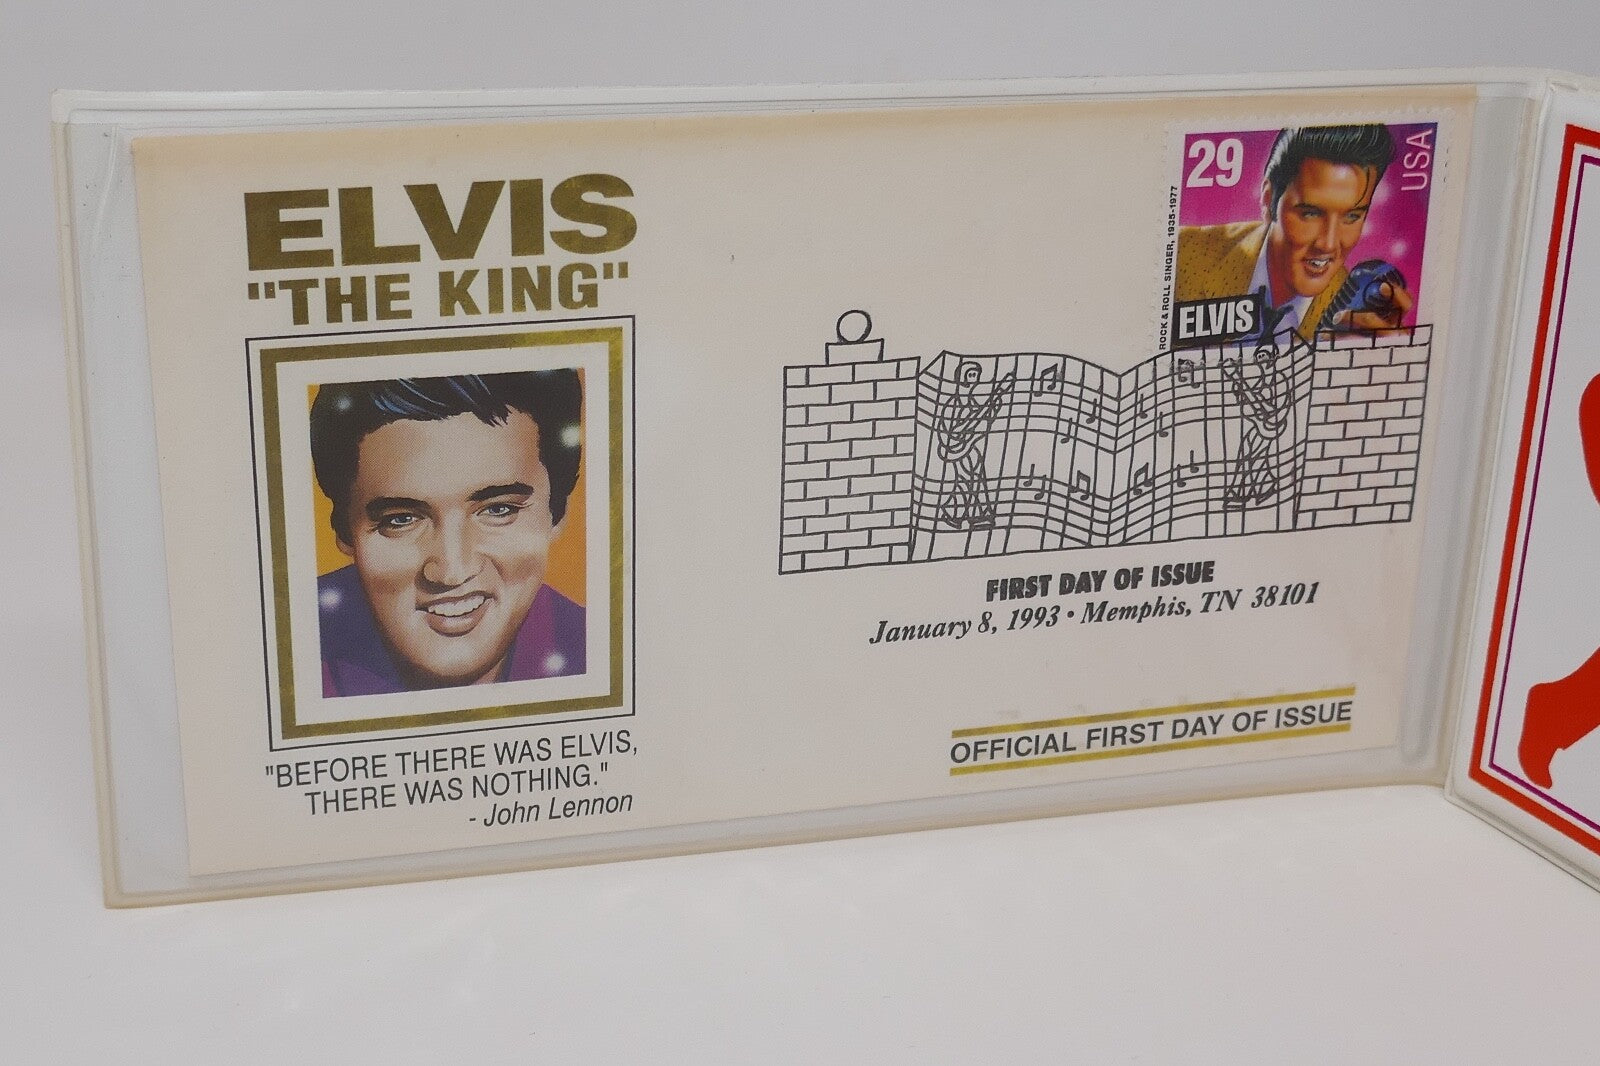 ELVIS
"THE KING"
"BEFORE THERE WAS ELVIS,
THERE WAS NOTHING."
- John Lennon
29
USA
ROCK & ROLL SINGER, 1935-1977
ELVIS
FIRST DAY OF ISSUE
January 8, 1993 • Memphis, TN 38101
OFFICIAL FIRST DAY OF ISSUE